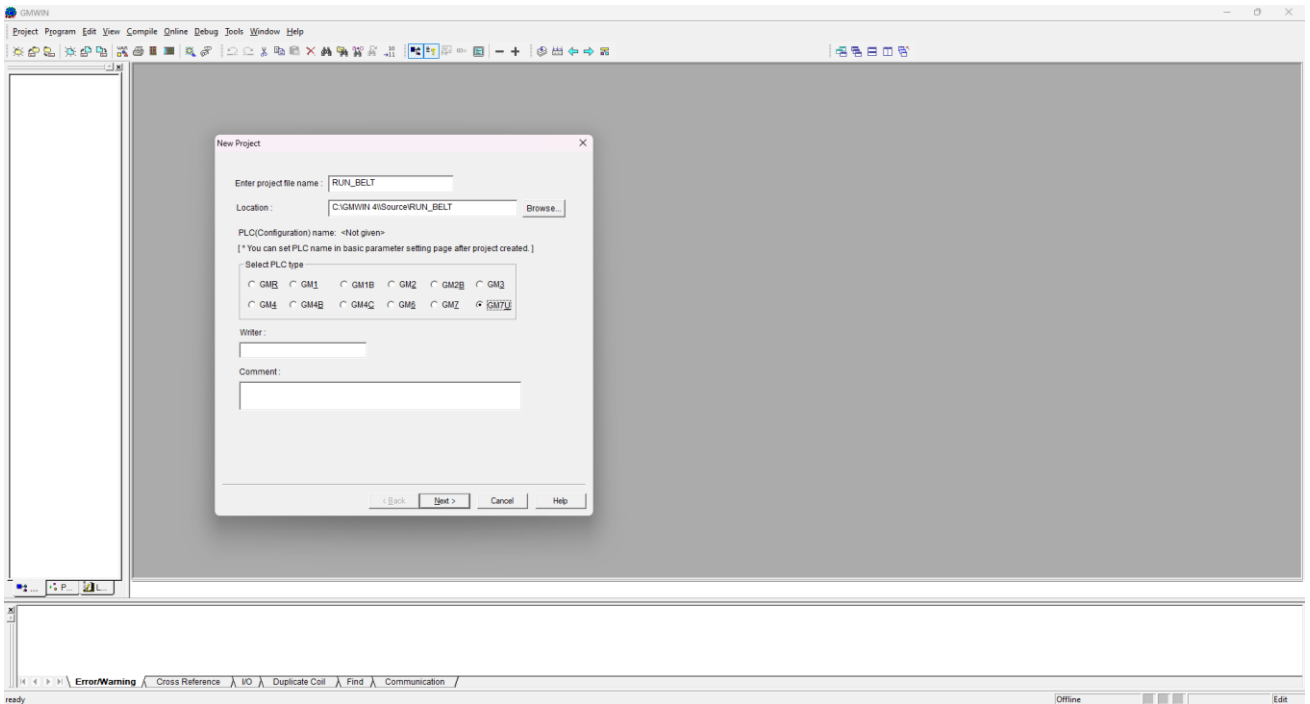 GMWIN
Project Program Edit View Compile Online Debug Tools Window Help
New Project
Enter project file name : RUN_BELT
Location : C:\GMWIN 4\\Source\RUN_BELT Browse...
PLC(Configuration) name: <Not given>
[ * You can set PLC name in basic parameter setting page after project created. ]
Select PLC type
GMR GM1 GM1B GM2 GM2B GM3
GM4 GM4B GM4C GM6 GM7 GM7U
Writer :
Comment :
< Back Next > Cancel Help
... P... L...
Error/Warning Cross Reference I/O Duplicate Coil Find Communication
ready Offline Edit